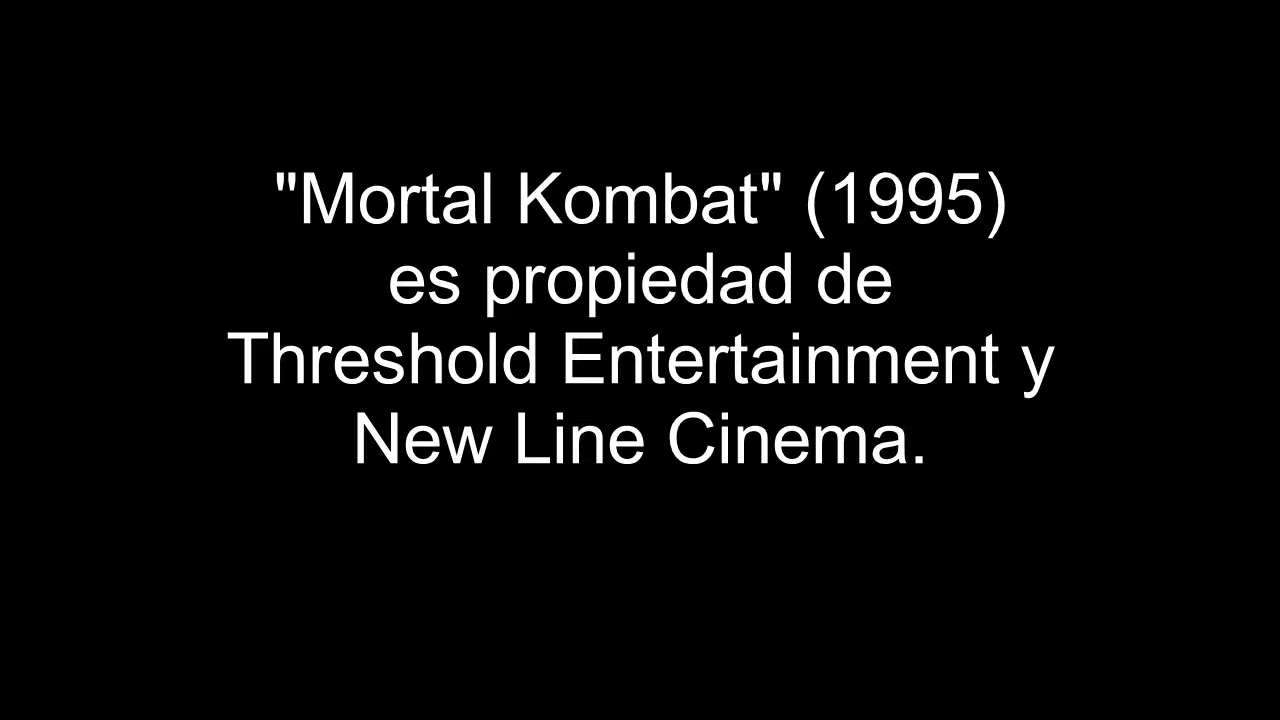 "Mortal Kombat" (1995)
es propiedad de
Threshold Entertainment y
New Line Cinema.